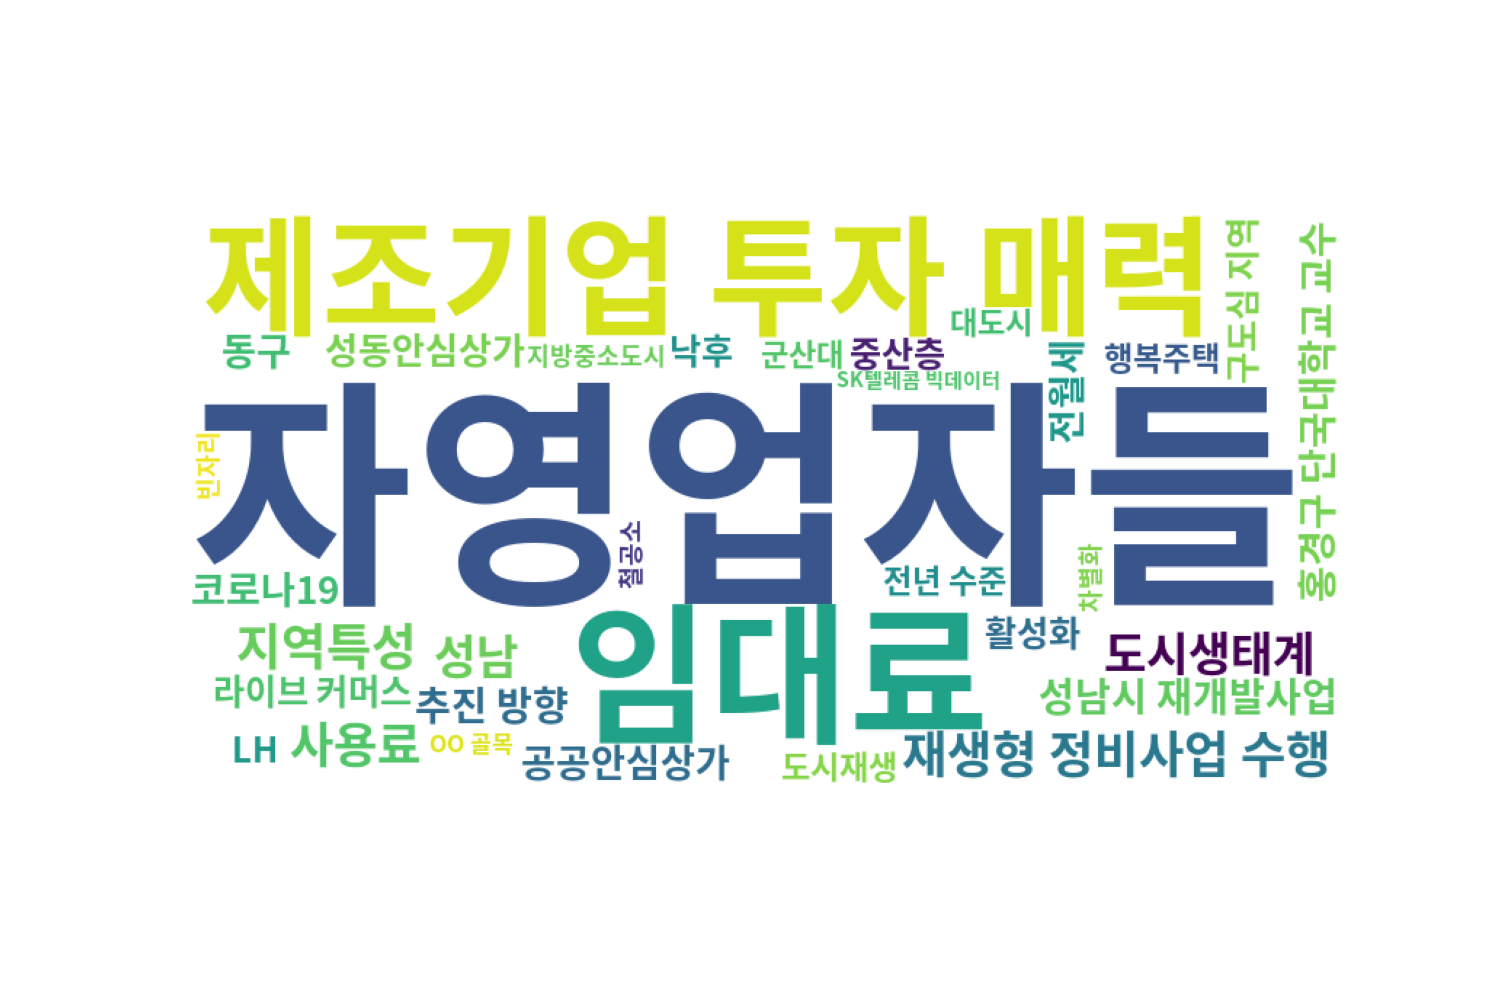 제조기업 투자 매력
구도심 지역
홍경구 단국대학교 교수
대도시
동구
성동안심상가
지방중소도시
낙후
군산대
중산층
전월세
행복주택
SK텔레콤 빅데이터
자영업자들
빈자리
철공소
차별화
코로나19
전년 수준
임대료
지역특성
성남
활성화
도시생태계
라이브 커머스
추진 방향
성남시 재개발사업
LH
사용료
OO 골목
공공안심상가
도시재생
재생형 정비사업 수행